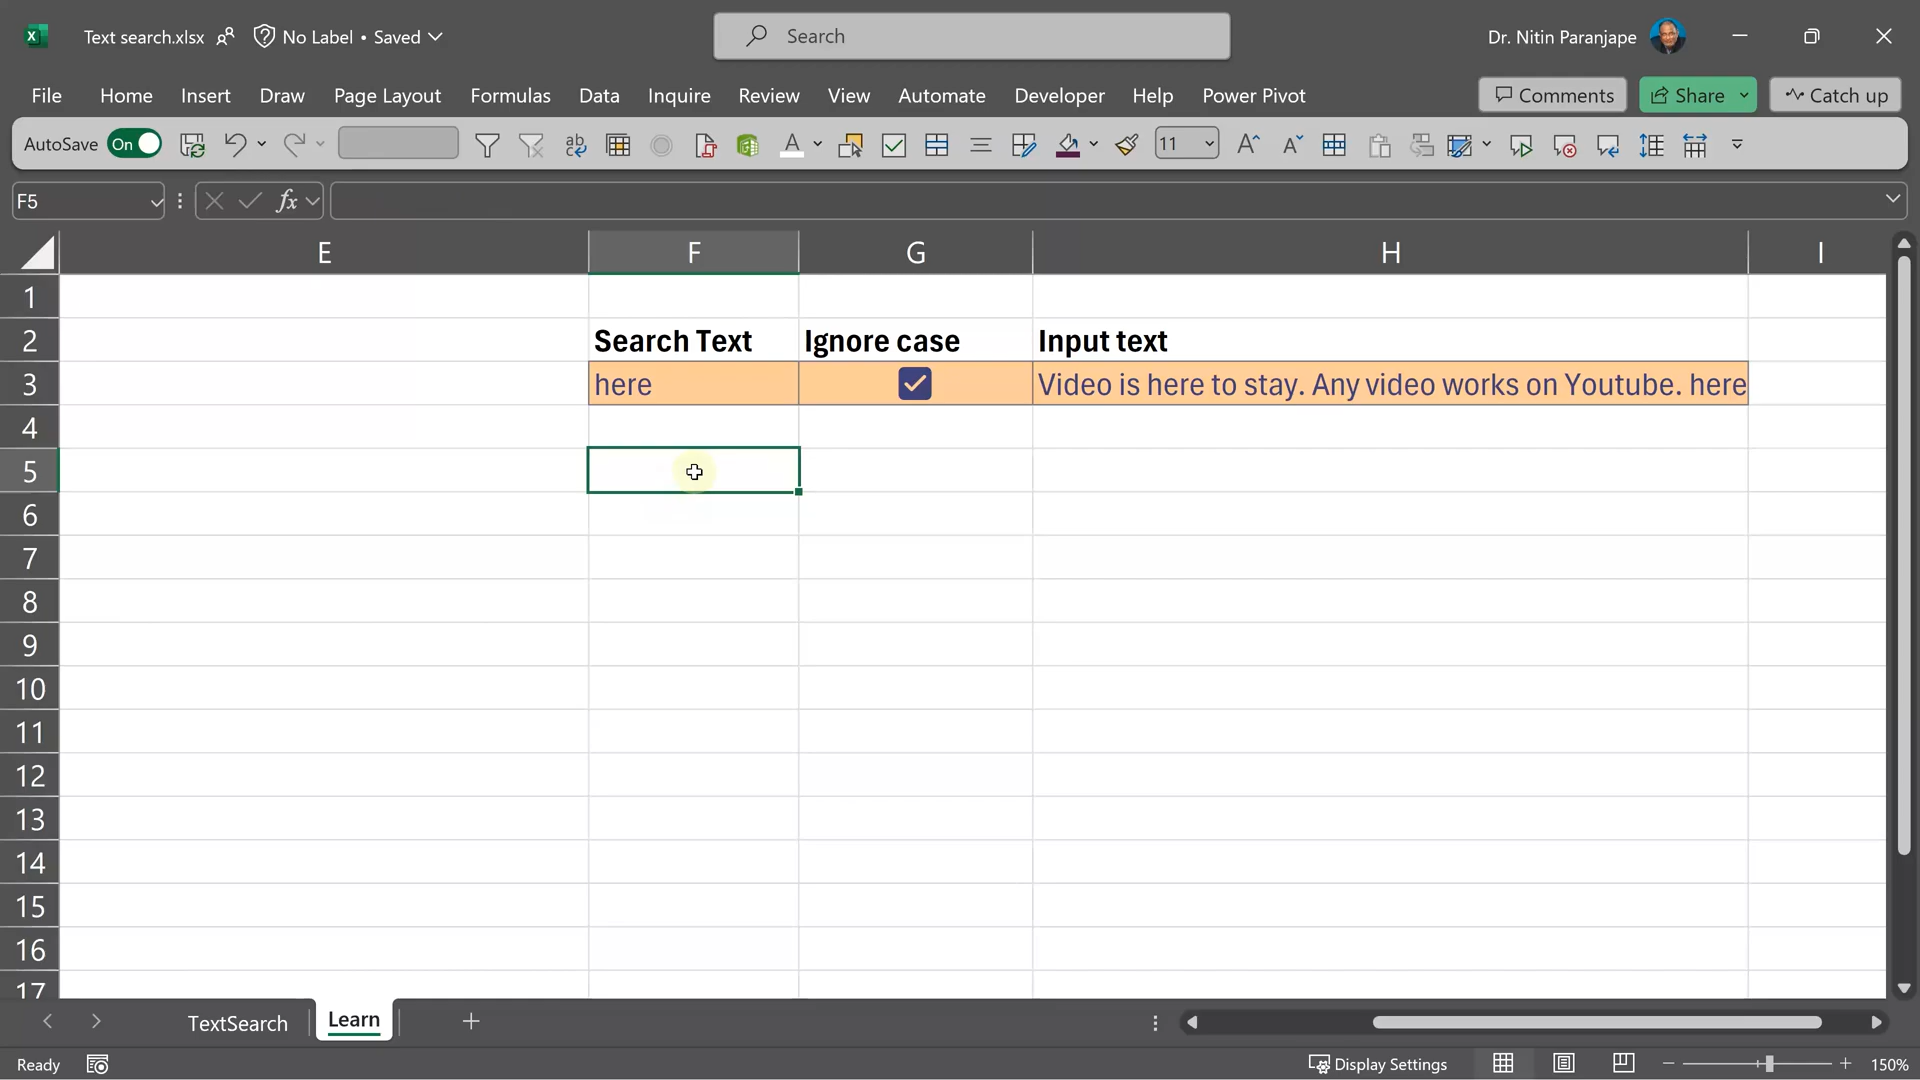 Text search.xlsx No Label • Saved
Search
Dr. Nitin Paranjape
File Home Insert Draw Page Layout Formulas Data Inquire Review View Automate Developer Help Power Pivot
Comments Share Catch up
AutoSave On
11
F5
fx
E F G H I
1
2 Search Text Ignore case Input text
3 here Video is here to stay. Any video works on Youtube. here
4
5
6
7
8
9
10
11
12
13
14
15
16
17
TextSearch Learn
Ready Display Settings 150%